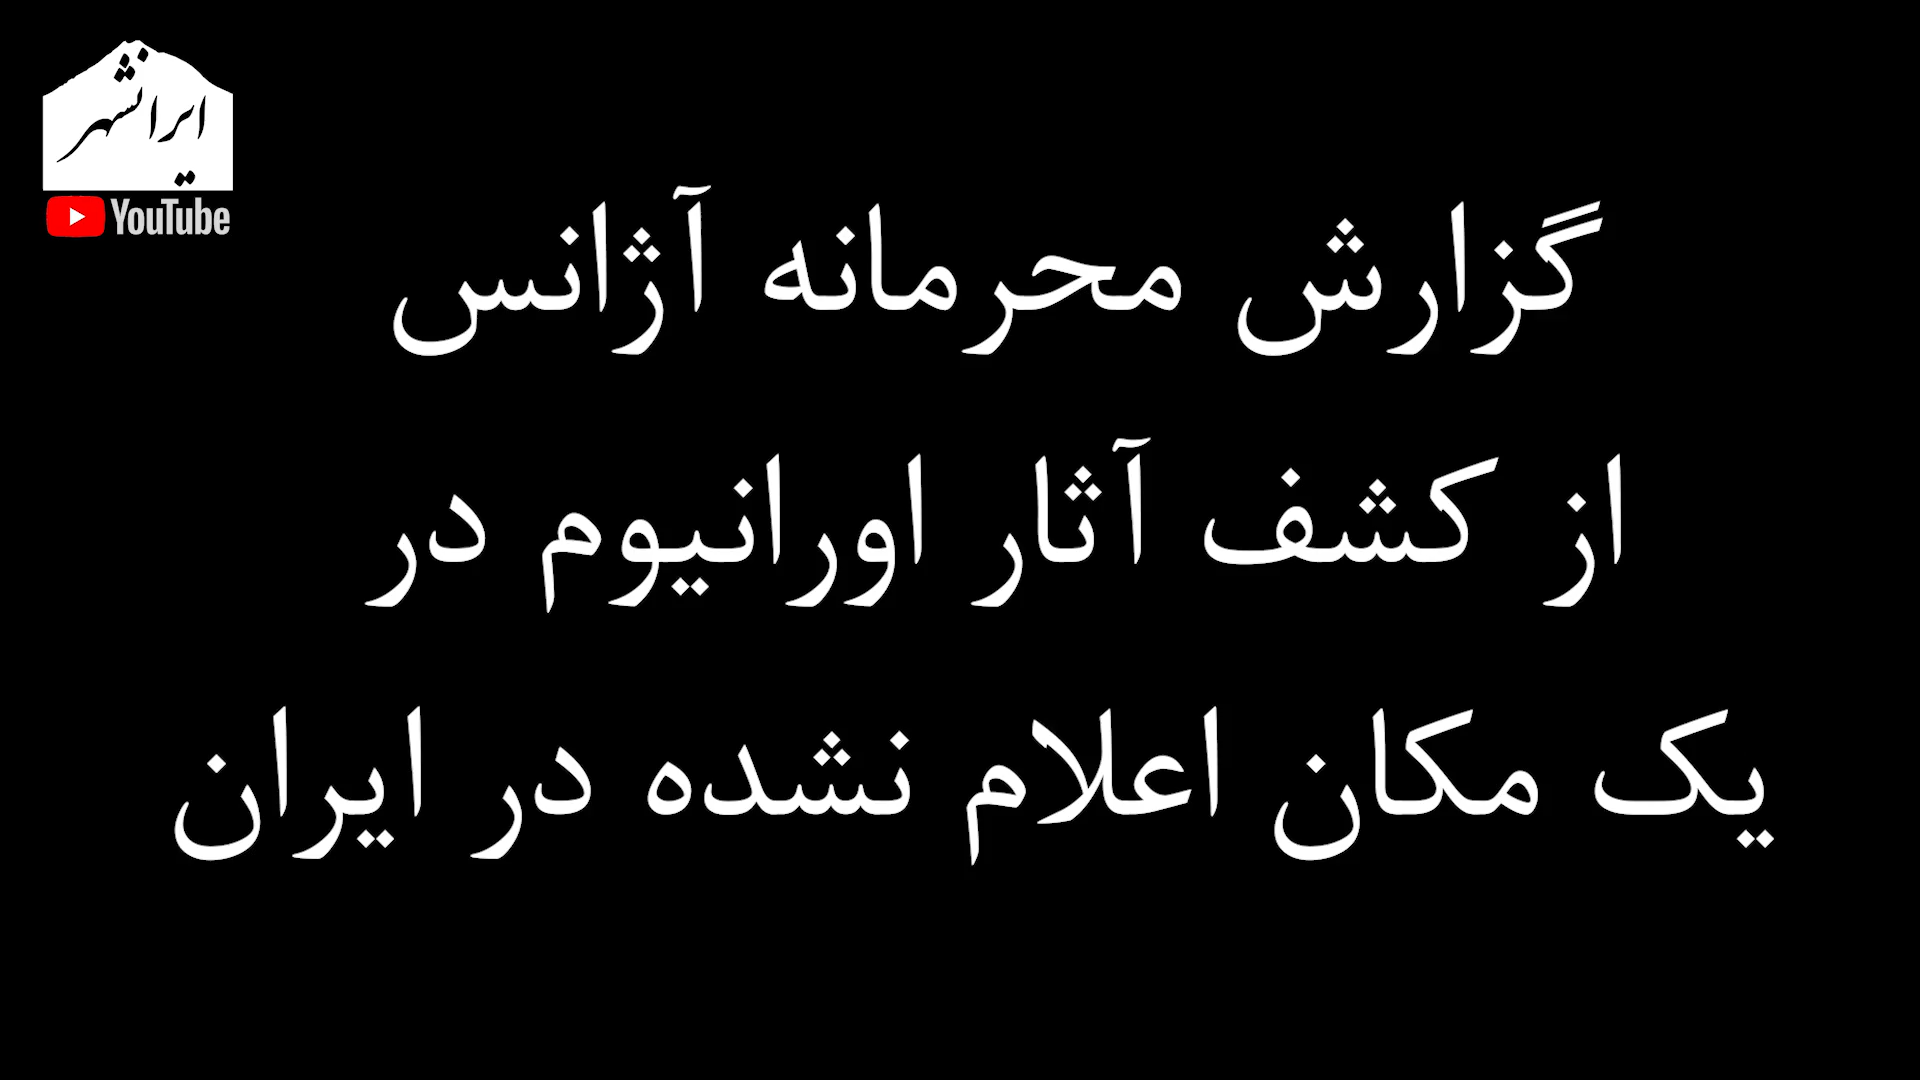 ایرانشهر
YouTube
گزارش محرمانه آژانس
از کشف آثار اورانیوم در
یک مکان اعلام نشده در ایران